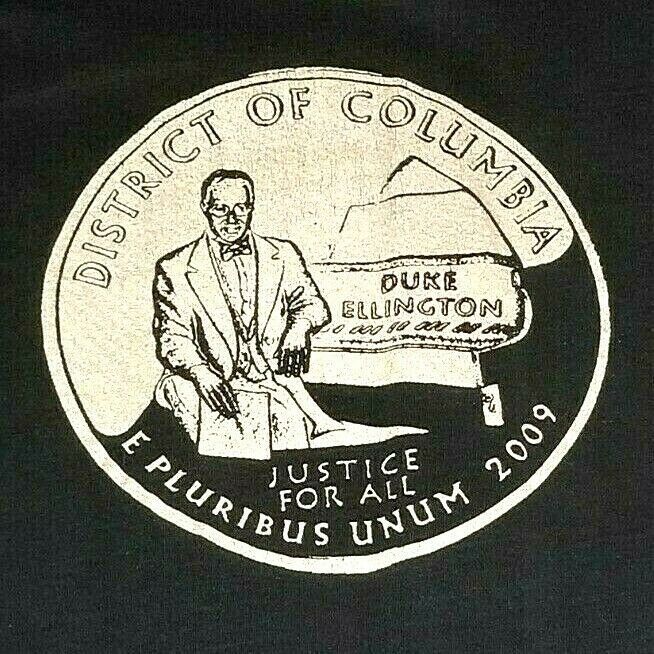 DISTRICT OF COLUMBIA
DUKE
ELLINGTON
JUSTICE
FOR ALL
E PLURIBUS UNUM 2009